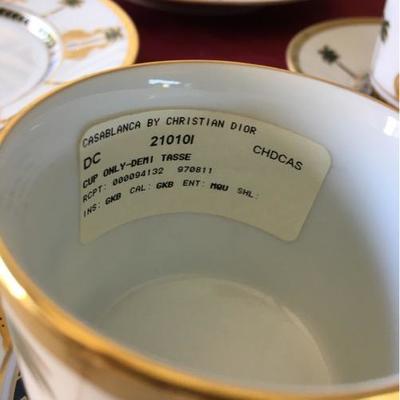 CASABLANCA BY CHRISTIAN DIOR
DC 21010I CHDCAS
CUP ONLY-DEMI TASSE
RCPT: 000094132 970811
INS: GKB CAL: GKB ENT: MQU SHL: